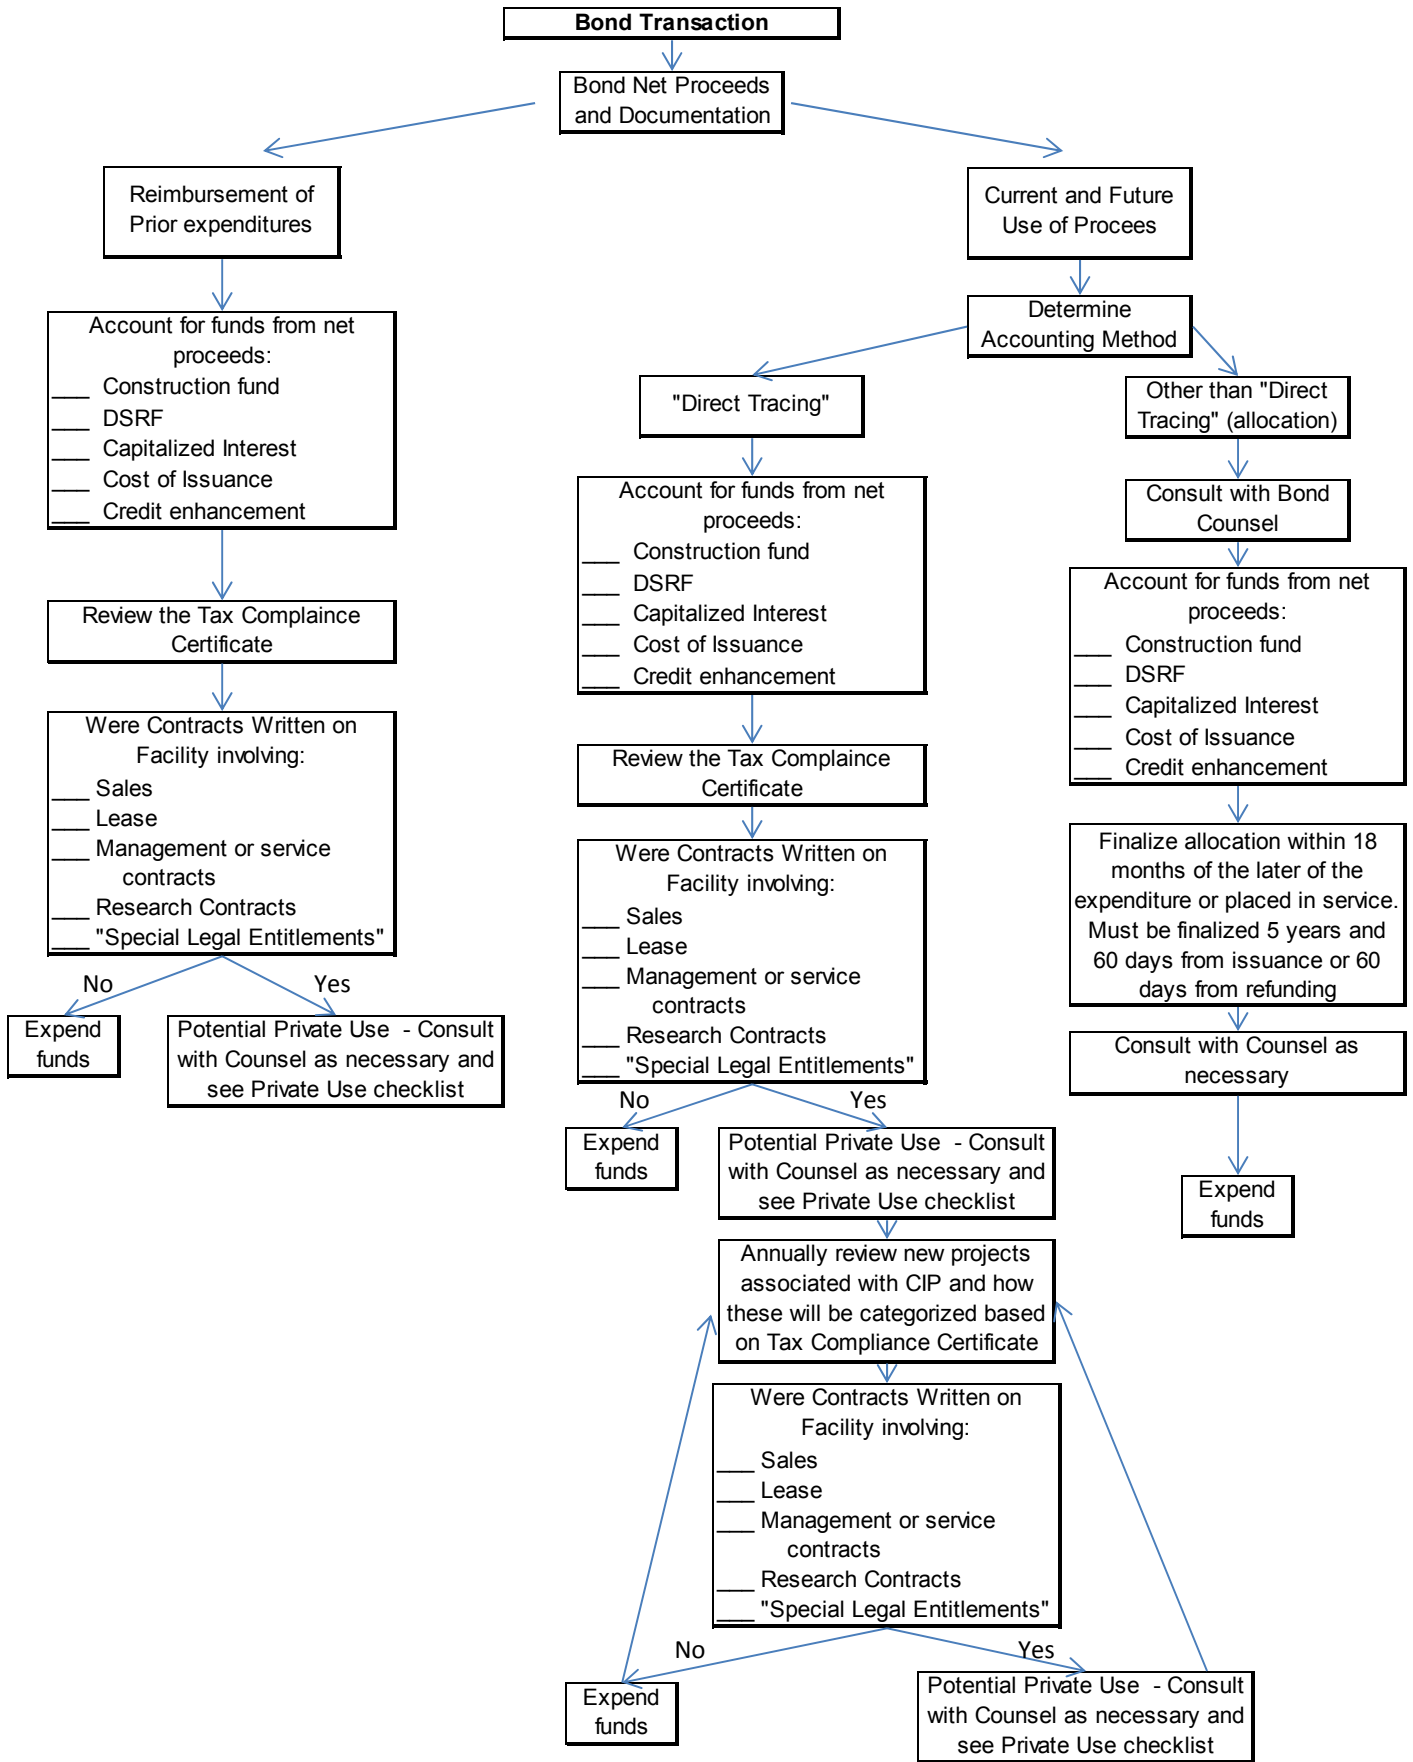 Bond Transaction
Bond Net Proceeds
and Documentation
Reimbursement of
Prior expenditures
Account for funds from net
proceeds:
___ Construction fund
___ DSRF
___ Capitalized Interest
___ Cost of Issuance
___ Credit enhancement
Review the Tax Complaince
Certificate
Were Contracts Written on
Facility involving:
___ Sales
___ Lease
___ Management or service
contracts
___ Research Contracts
___ "Special Legal Entitlements"
No
Yes
Expend
funds
Potential Private Use - Consult
with Counsel as necessary and
see Private Use checklist
Current and Future
Use of Procees
Determine
Accounting Method
"Direct Tracing"
Account for funds from net
proceeds:
___ Construction fund
___ DSRF
___ Capitalized Interest
___ Cost of Issuance
___ Credit enhancement
Review the Tax Complaince
Certificate
Were Contracts Written on
Facility involving:
___ Sales
___ Lease
___ Management or service
contracts
___ Research Contracts
___ "Special Legal Entitlements"
No
Yes
Expend
funds
Potential Private Use - Consult
with Counsel as necessary and
see Private Use checklist
Annually review new projects
associated with CIP and how
these will be categorized based
on Tax Compliance Certificate
Were Contracts Written on
Facility involving:
___ Sales
___ Lease
___ Management or service
contracts
___ Research Contracts
___ "Special Legal Entitlements"
No
Yes
Expend
funds
Potential Private Use - Consult
with Counsel as necessary and
see Private Use checklist
Other than "Direct
Tracing" (allocation)
Consult with Bond
Counsel
Account for funds from net
proceeds:
___ Construction fund
___ DSRF
___ Capitalized Interest
___ Cost of Issuance
___ Credit enhancement
Finalize allocation within 18
months of the later of the
expenditure or placed in service.
Must be finalized 5 years and
60 days from issuance or 60
days from refunding
Consult with Counsel as
necessary
Expend
funds